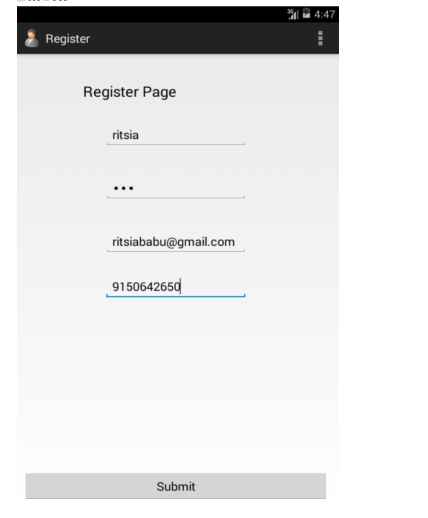 4:47
Register
Register Page
ritsia
•••
ritsiababu@gmail.com
9150642650
Submit